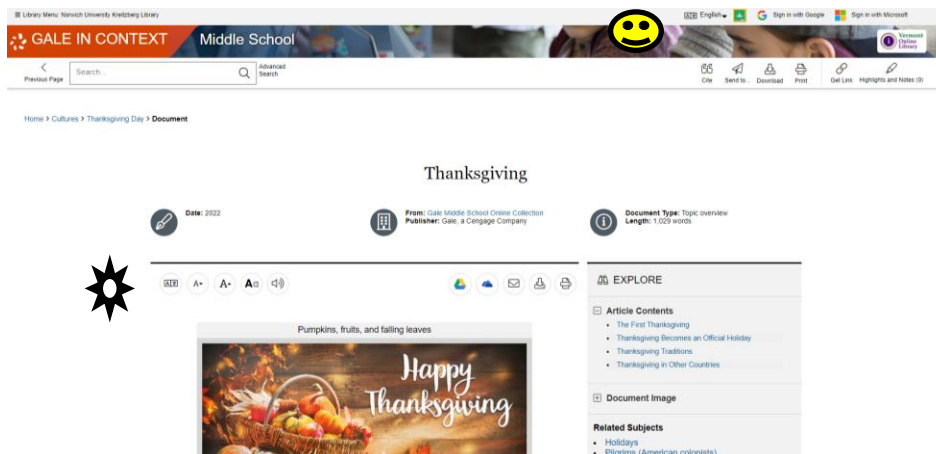 Library Menu: Norwich University Kreitzberg Library
English
Sign in with Google
Sign in with Microsoft
GALE IN CONTEXT
Middle School
Vermont
Online
Library
Previous Page
Search...
Advanced
Search
Cite
Send to...
Download
Print
Get Link
Highlights and Notes (0)
Home > Cultures > Thanksgiving Day > Document
Thanksgiving
Date: 2022
From: Gale Middle School Online Collection
Publisher: Gale, a Cengage Company
Document Type: Topic overview
Length: 1,029 words
A
A
A
EXPLORE
Article Contents
The First Thanksgiving
Thanksgiving Becomes an Official Holiday
Thanksgiving Traditions
Thanksgiving in Other Countries
Pumpkins, fruits, and falling leaves
Happy
Thanksgiving
Document Image
Related Subjects
Holidays
Pilgrims (American colonists)